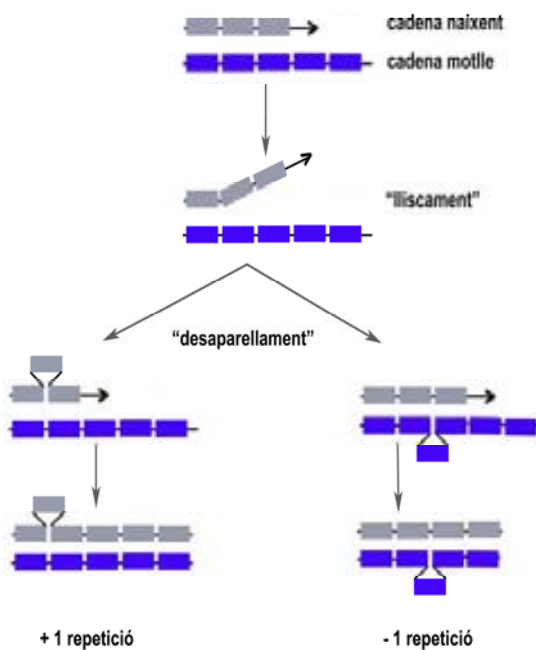 cadena naixent
cadena motlle
“lliscament”
“desaparellament”
+ 1 repetició
- 1 repetició